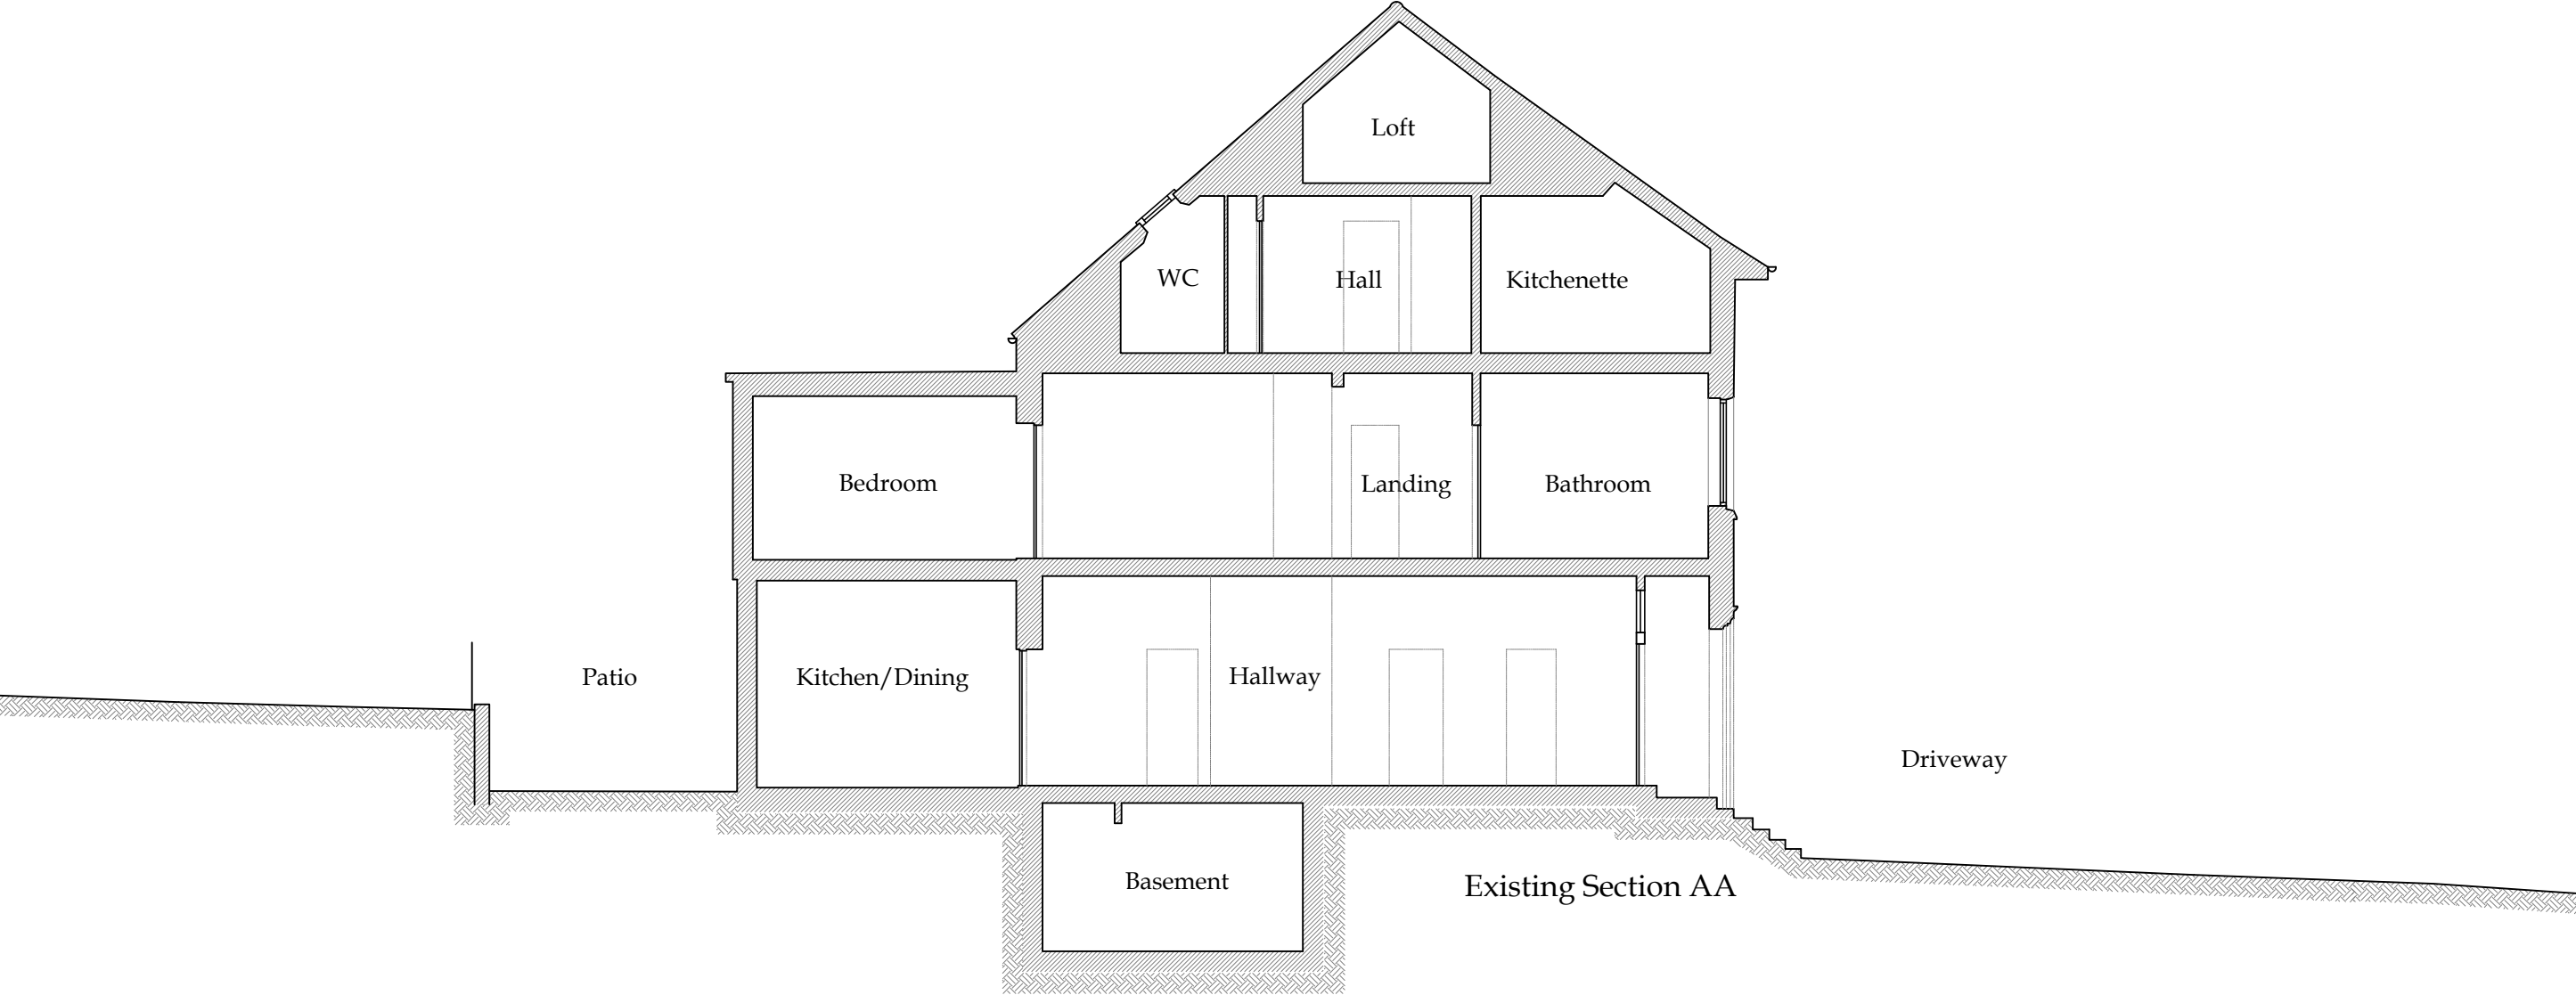 Loft
WC
Hall
Kitchenette
Bedroom
Landing
Bathroom
Patio
Kitchen/Dining
Hallway
Driveway
Basement
Existing Section AA